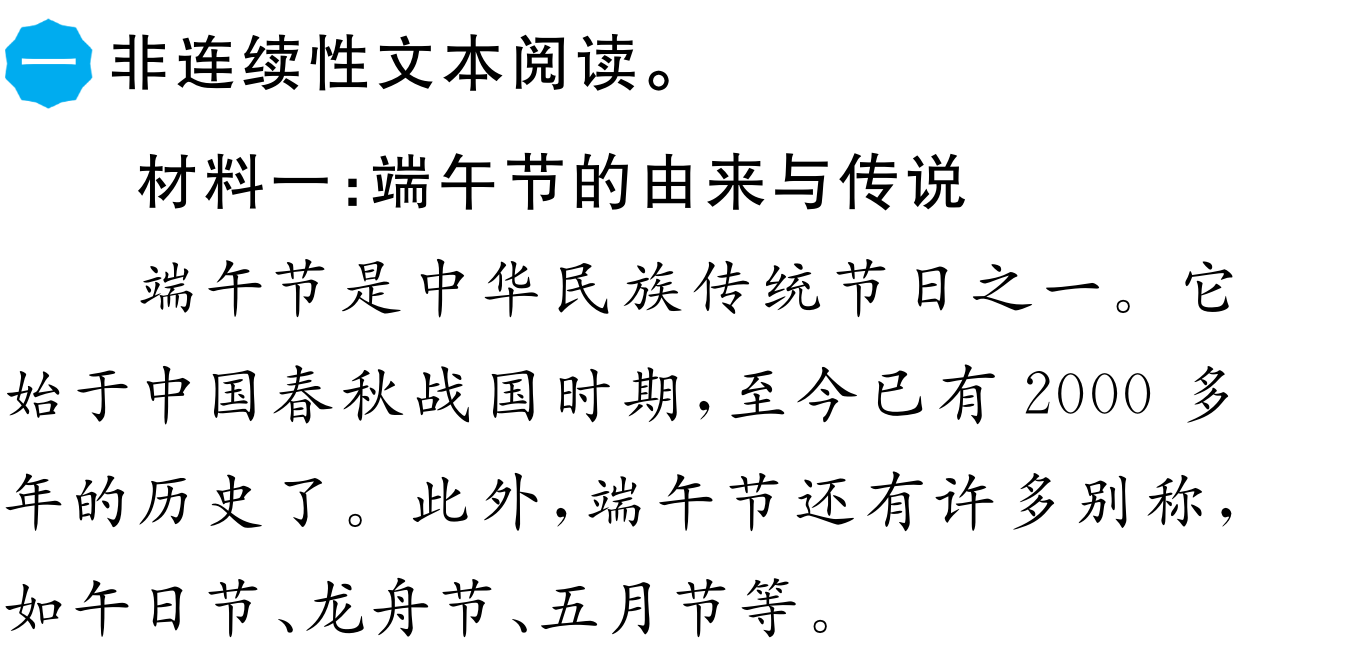 一 非连续性文本阅读。
材料一:端午节的由来与传说
端午节是中华民族传统节日之一。它
始于中国春秋战国时期,至今已有 2000 多
年的历史了。此外,端午节还有许多别称,
如午日节、龙舟节、五月节等。